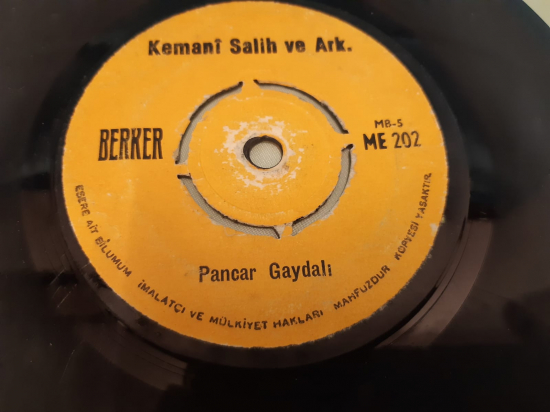 Kemanî Salih ve Ark.
BERKER
MB-S
ME 202
Pancar Gaydalı
ESERE AİT BİLUMUM İMALATÇI VE MÜLKİYET HAKLARI MAHFUZDUR KOPYESİ YASAKTIR